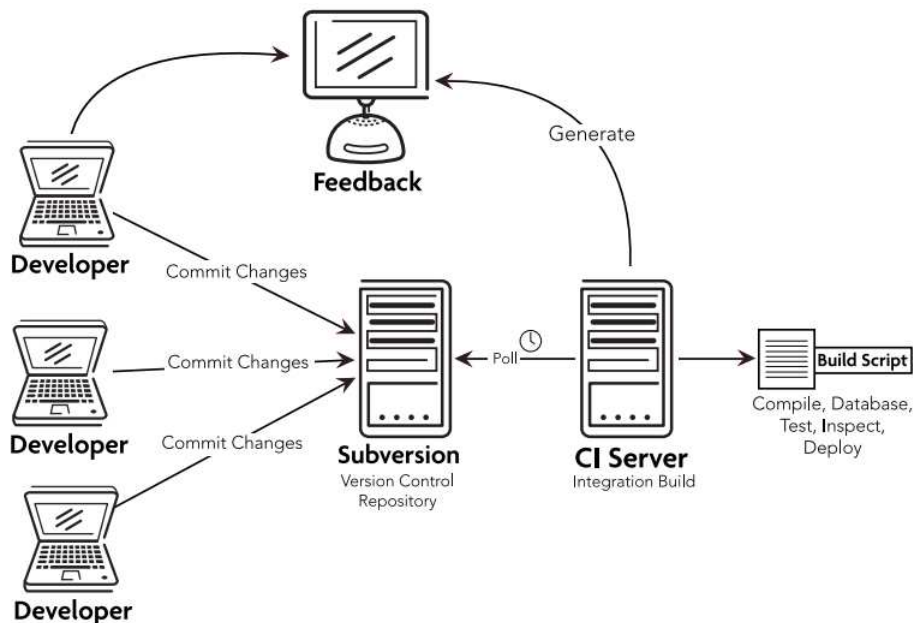 Feedback
Generate
Developer
Commit Changes
Developer
Commit Changes
Developer
Commit Changes
Subversion
Version Control
Repository
Poll
CI Server
Integration Build
Build Script
Compile, Database,
Test, Inspect,
Deploy